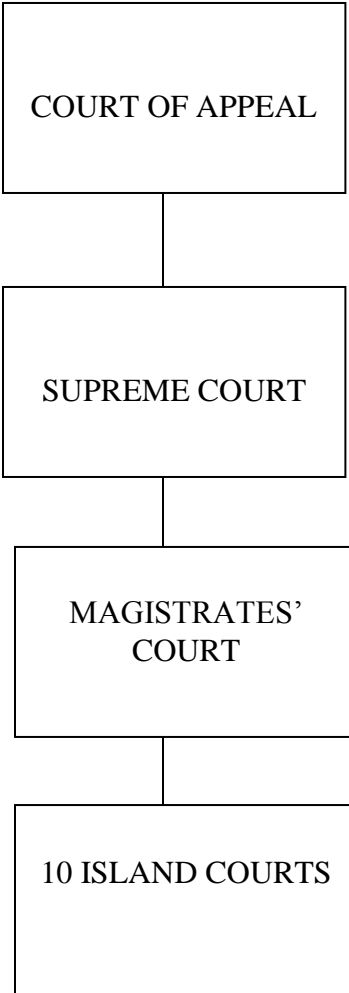 COURT OF APPEAL
SUPREME COURT
MAGISTRATES’
COURT
10 ISLAND COURTS